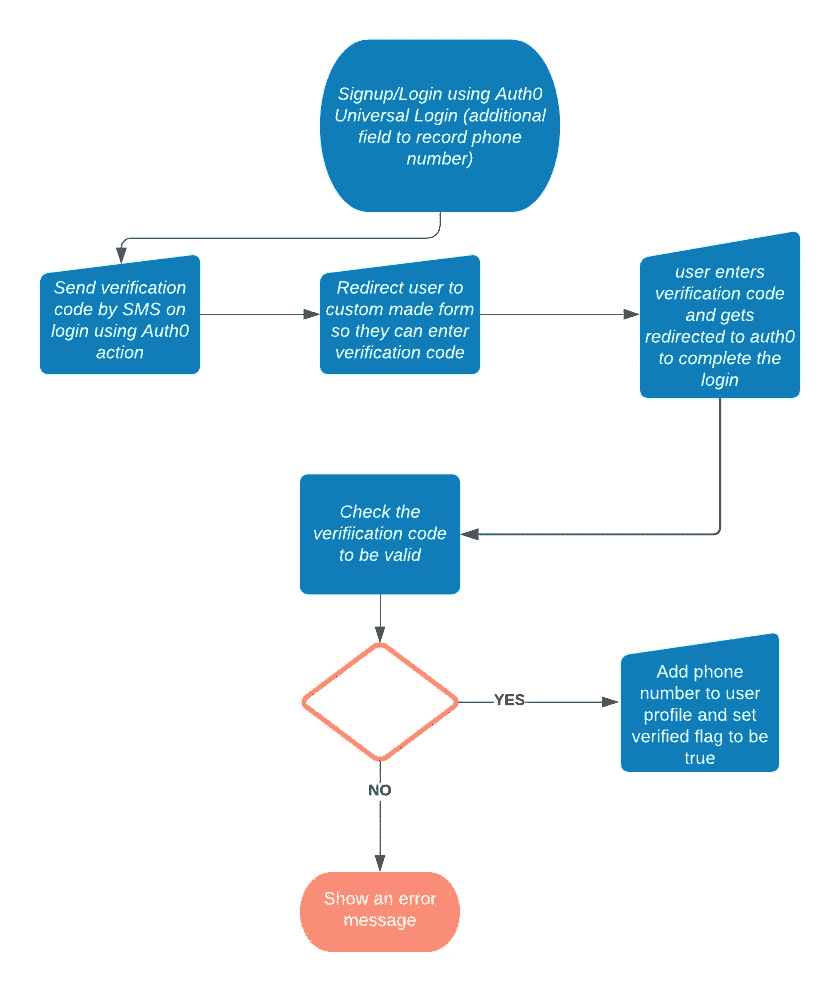 Signup/Login using Auth0
Universal Login (additional
field to record phone
number)
Send verification
code by SMS on
login using Auth0
action
Redirect user to
custom made form
so they can enter
verification code
user enters
verification code
and gets
redirected to auth0
to complete the
login
Check the
verifiication code
to be valid
YES
Add phone
number to user
profile and set
verified flag to be
true
NO
Show an error
message